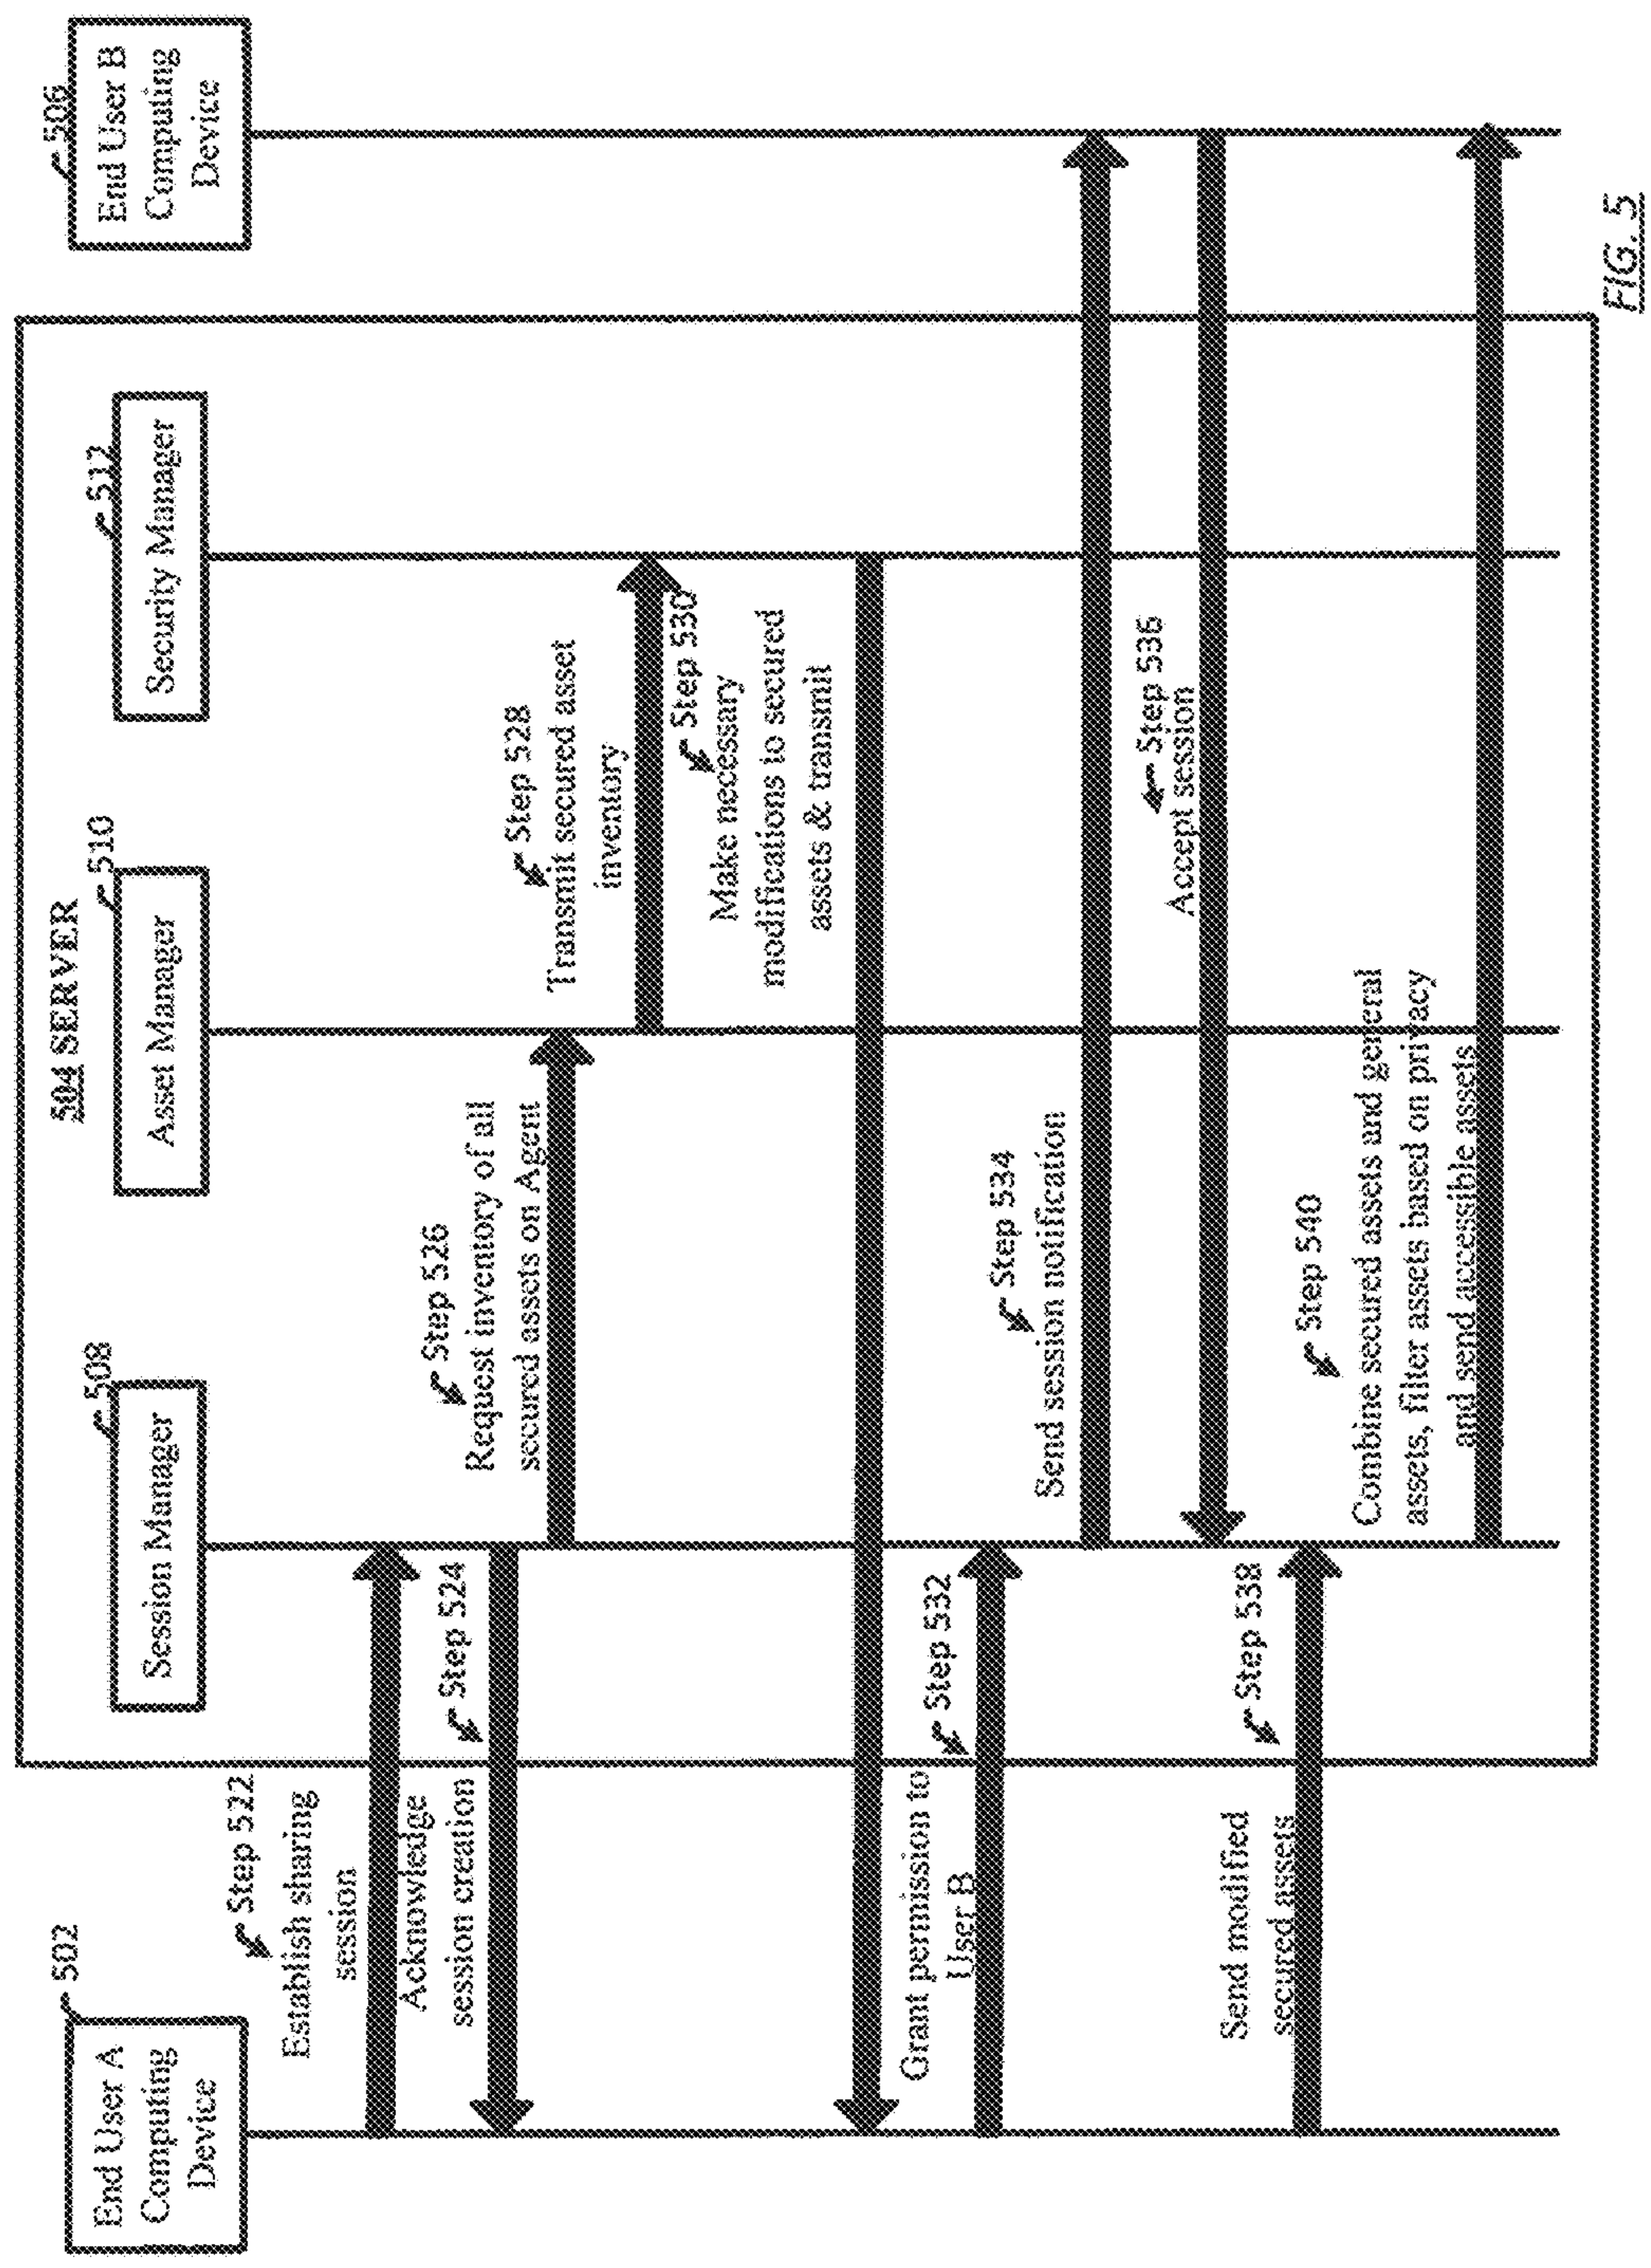 502
End User A
Computing
Device
504 SERVER
508
Session Manager
510
Asset Manager
512
Security Manager
506
End User B
Computing
Device
Step 522
Establish sharing
session
Step 524
Acknowledge
session creation
Step 526
Request inventory of all
secured assets on Agent
Step 528
Transmit secured asset
inventory
Step 530
Make necessary
modifications to secured
assets & transmit
Step 532
Grant permission to
User B
Step 534
Send session notification
Step 536
Accept session
Step 538
Send modified
secured assets
Step 540
Combine secured assets and general
assets, filter assets based on privacy
and send accessible assets
FIG. 5